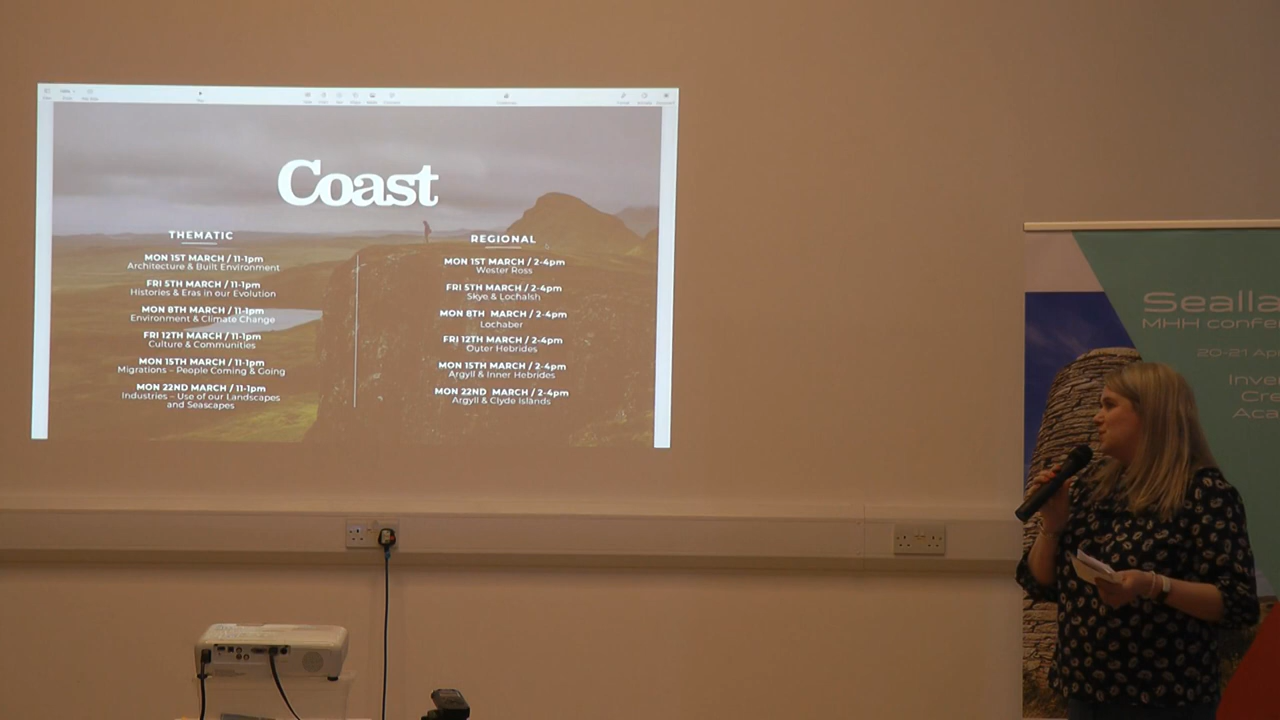 Coast
THEMATIC
MON 1ST MARCH / 11-1pm
Architecture & Built Environment
FRI 5TH MARCH / 11-1pm
Histories & Eras in our Evolution
MON 8TH MARCH / 11-1pm
Environment & Climate Change
FRI 12TH MARCH / 11-1pm
Culture & Communities
MON 15TH MARCH / 11-1pm
Migrations – People Coming & Going
MON 22ND MARCH / 11-1pm
Industries – Use of our Landscapes
and Seascapes
REGIONAL
MON 1ST MARCH / 2-4pm
Wester Ross
FRI 5TH MARCH / 2-4pm
Skye & Lochalsh
MON 8TH MARCH / 2-4pm
Lochaber
FRI 12TH MARCH / 2-4pm
Outer Hebrides
MON 15TH MARCH / 2-4pm
Argyll & Inner Hebrides
MON 22ND MARCH / 2-4pm
Argyll & Clyde Islands
Sealla
MHH confe
20-21 Ap
Inve
Cre
Aca